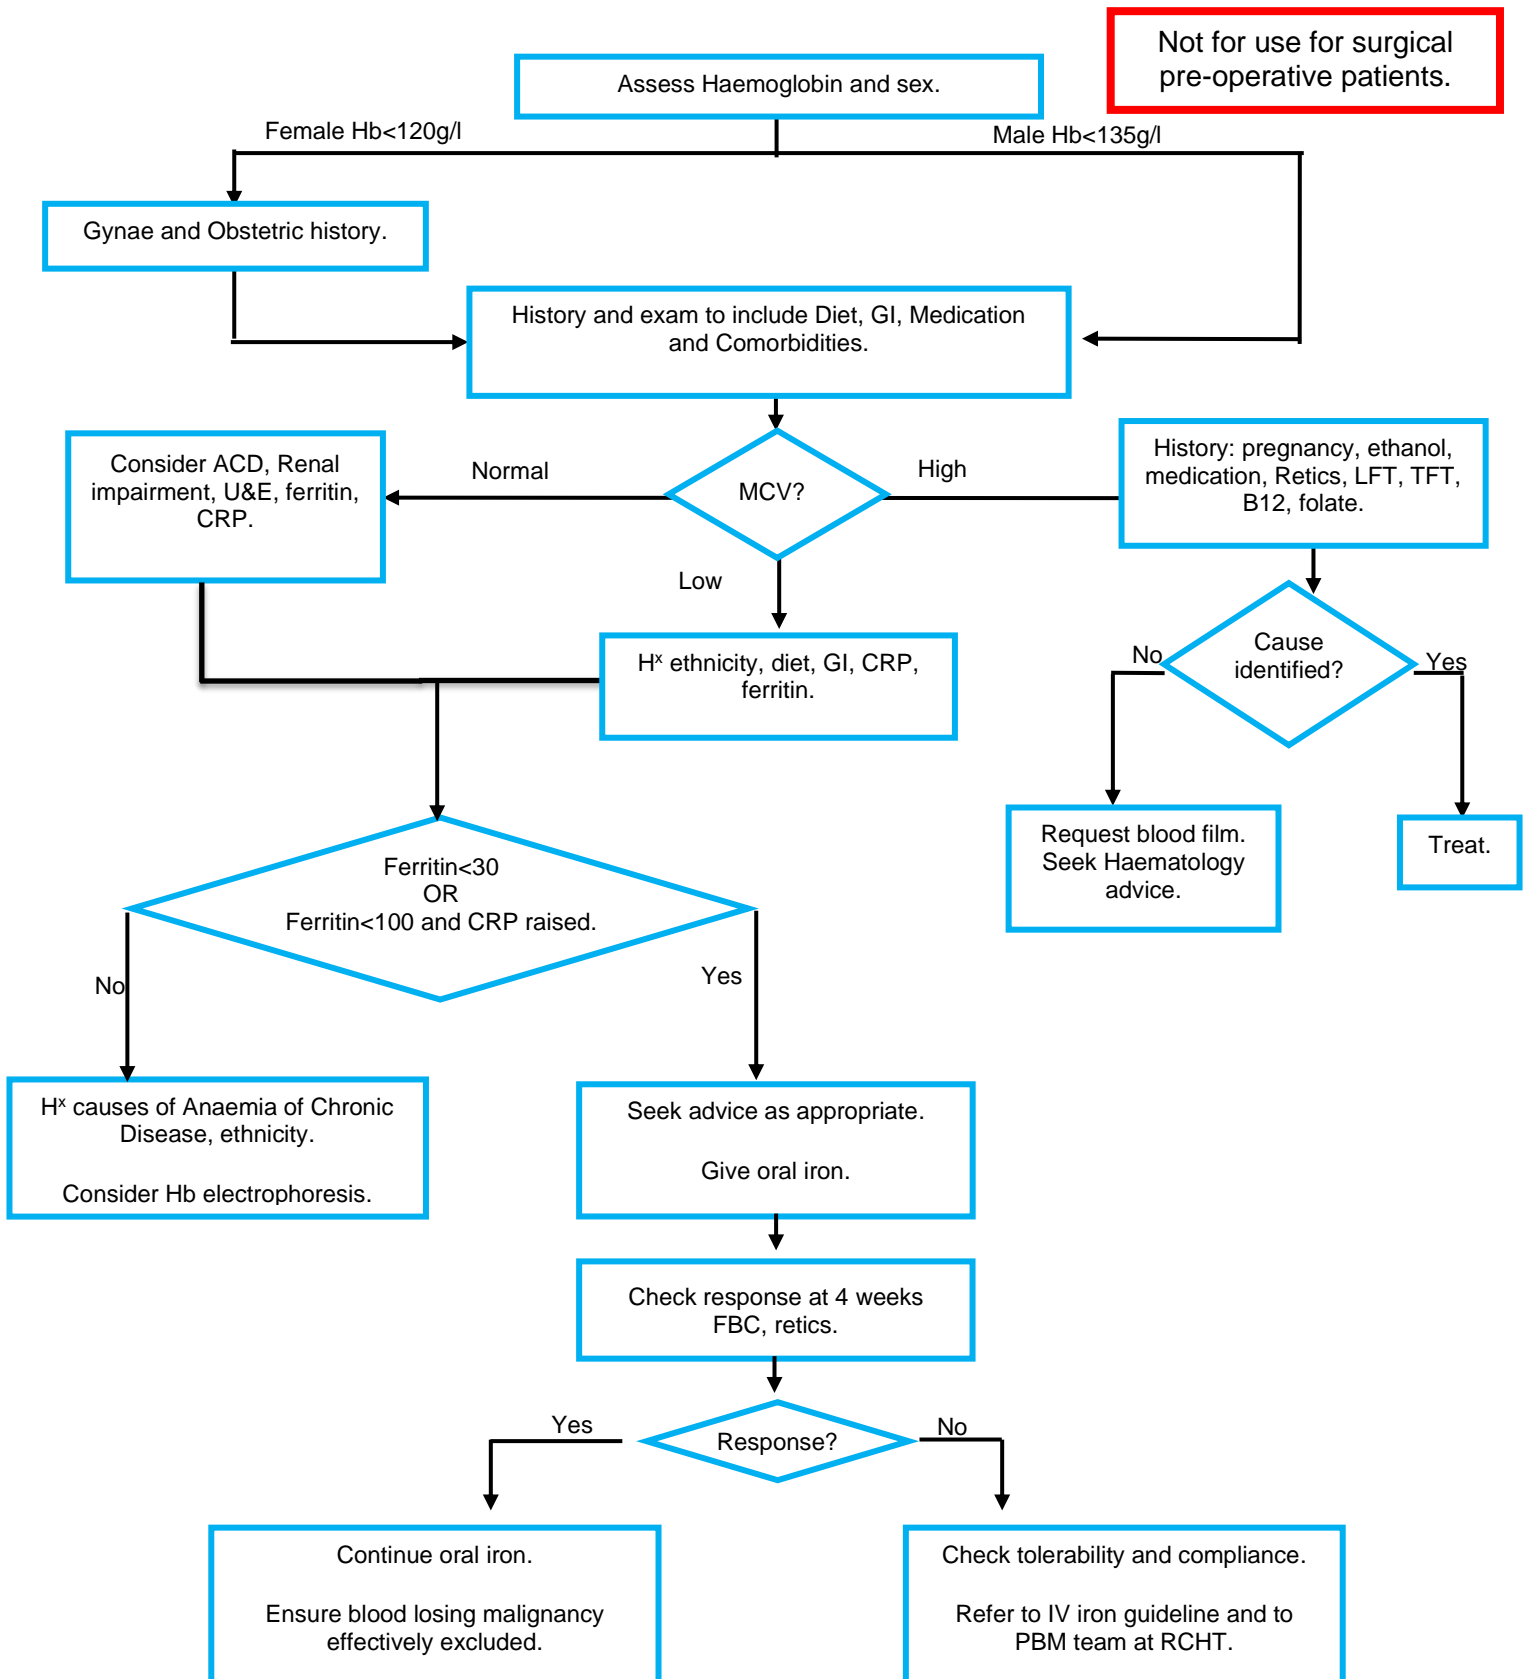 Not for use for surgical
pre-operative patients.
Assess Haemoglobin and sex.
Female Hb<120g/l
Male Hb<135g/l
Gynae and Obstetric history.
History and exam to include Diet, GI, Medication
and Comorbidities.
Consider ACD, Renal
impairment, U&E, ferritin,
CRP.
Normal
MCV?
High
History: pregnancy, ethanol,
medication, Retics, LFT, TFT,
B12, folate.
Low
Hˣ ethnicity, diet, GI, CRP,
ferritin.
Cause
identified?
No
Yes
Request blood film.
Seek Haematology
advice.
Treat.
Ferritin<30
OR
Ferritin<100 and CRP raised.
No
Yes
Hˣ causes of Anaemia of Chronic
Disease, ethnicity.
Consider Hb electrophoresis.
Seek advice as appropriate.
Give oral iron.
Check response at 4 weeks
FBC, retics.
Yes
Response?
No
Continue oral iron.
Ensure blood losing malignancy
effectively excluded.
Check tolerability and compliance.
Refer to IV iron guideline and to
PBM team at RCHT.